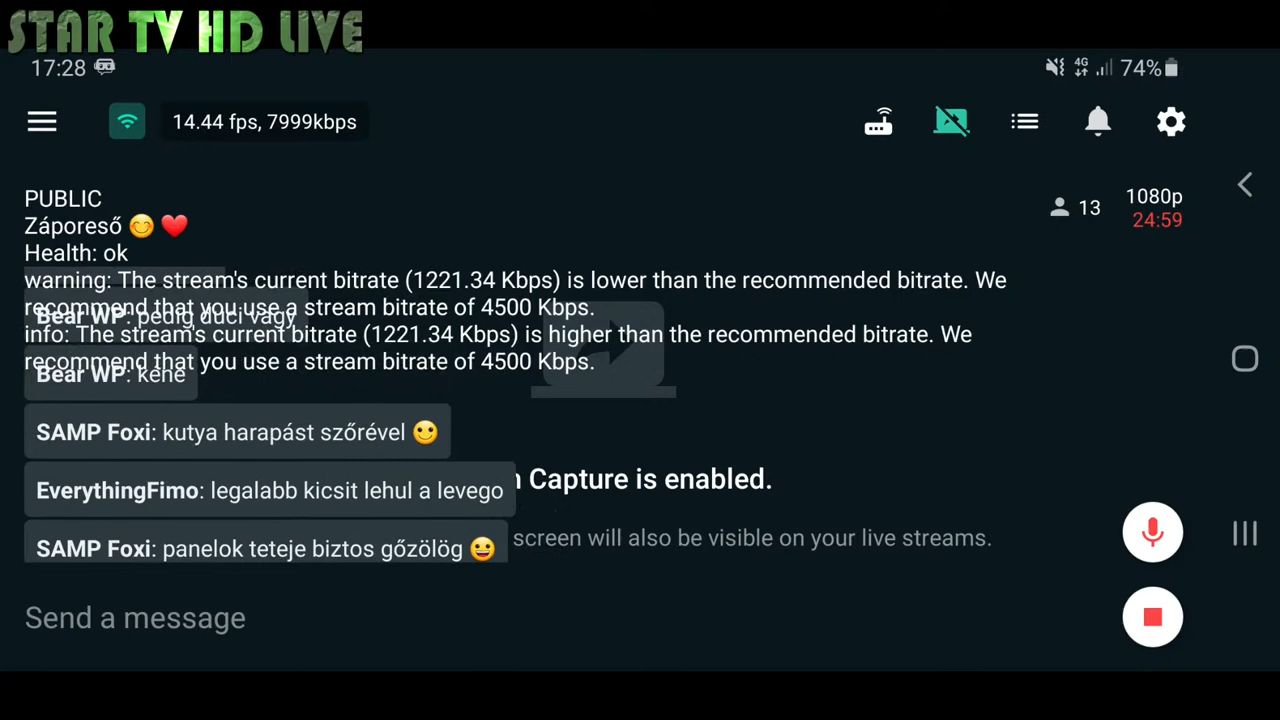 STAR TV HD LIVE
17:28
4G
74%
14.44 fps, 7999kbps
PUBLIC
Záporeső 😊 ❤️
13
1080p
24:59
Health: ok
warning: The stream's current bitrate (1221.34 Kbps) is lower than the recommended bitrate. We
recommend that you use a stream bitrate of 4500 Kbps.
Bear WP: pedig duci vagy
info: The stream's current bitrate (1221.34 Kbps) is higher than the recommended bitrate. We
recommend that you use a stream bitrate of 4500 Kbps.
Bear WP: kéne
SAMP Foxi: kutya harapást szőrével 🙂
Capture is enabled.
EverythingFimo: legalabb kicsit lehul a levego
screen will also be visible on your live streams.
SAMP Foxi: panelok teteje biztos gőzölög 😀
Send a message